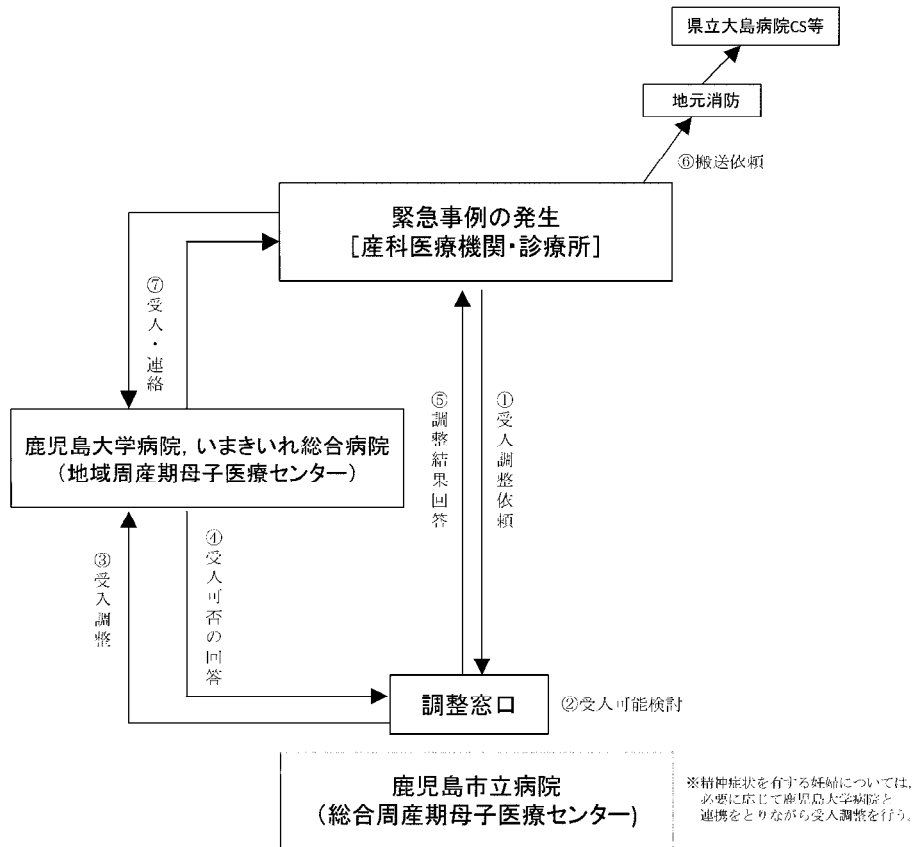 県立大島病院CS等
地元消防
⑥搬送依頼
緊急事例の発生
[産科医療機関・診療所]
⑦受入・連絡
鹿児島大学病院，いまきいれ総合病院
（地域周産期母子医療センター）
⑤調整結果回答
①受入調整依頼
③受入調整
④受入可否の回答
調整窓口
②受入可能検討
鹿児島市立病院
（総合周産期母子医療センター）
※精神症状を有する妊婦については，
必要に応じて鹿児島大学病院と
連携をとりながら受入調整を行う。